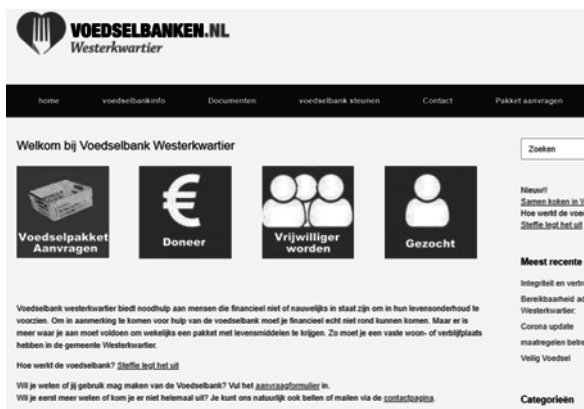 VOEDSELBANKEN.NL
Westerkwartier
home voedselbankinfo Documenten voedselbank steunen Contact Pakket aanvragen
Welkom bij Voedselbank Westerkwartier
Voedselpakket
Aanvragen
Doneer
Vrijwilliger
worden
Gezocht
Voedselbank westerkwartier biedt noodhulp aan mensen die financieel niet of nauwelijks in staat zijn om in hun levensonderhoud te
voorzien. Om in aanmerking te komen voor hulp van de voedselbank moet je financieel echt niet rond kunnen komen. Maar er is
meer waar je aan moet voldoen om wekelijks een pakket met levensmiddelen te krijgen. Zo moet je een vaste woon- of verblijfplaats
hebben in de gemeente Westerkwartier.
Hoe werkt de voedselbank? Steffie legt het uit
Wil je weten of jij gebruik mag maken van de Voedselbank? Vul het aanvraagformulier in.
Wil je eerst meer weten of kom je er niet helemaal uit? Je kunt ons natuurlijk ook bellen of mailen via de contactpagina.
Zoeken
Nieuw!!
Samen koken in
Hoe werkt de
Steffie legt het uit
Meest recente
Integriteit en
Bereikbaarheid
Westerkwartier:
Corona update
maatregelen
Veilig Voedsel
Categorieën